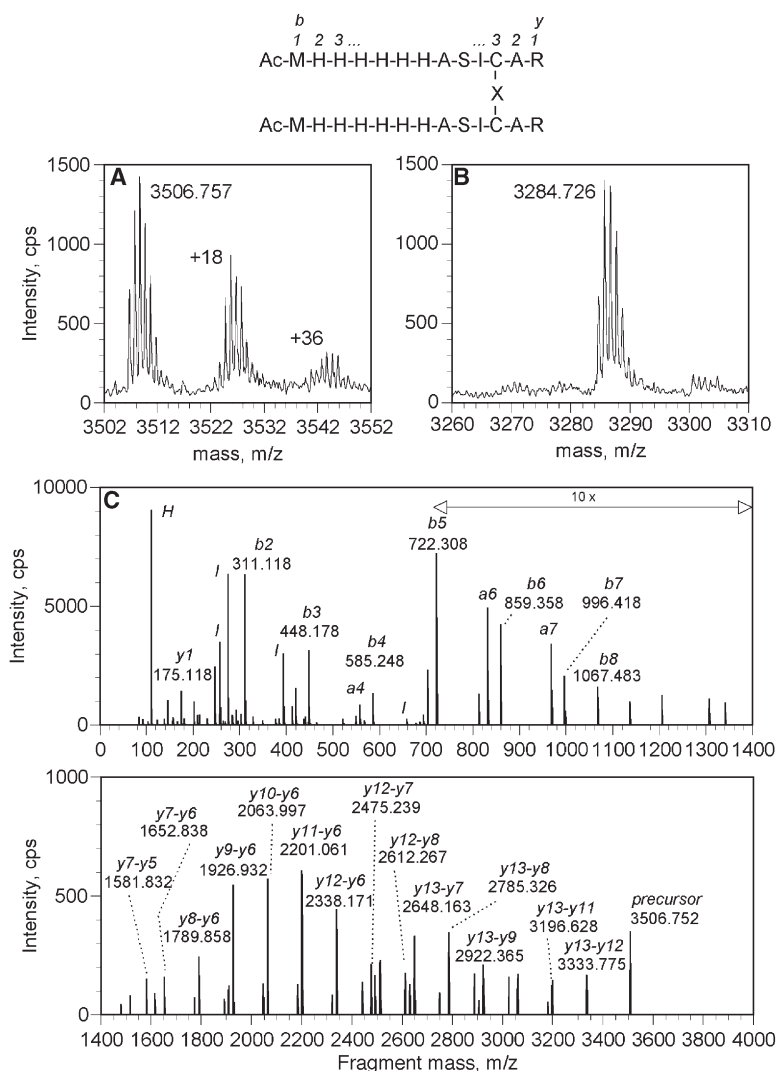 b y
1 2 3 ... ... 3 2 1
Ac-M-H-H-H-H-H-H-A-S-I-C-A-R
X
Ac-M-H-H-H-H-H-H-A-S-I-C-A-R
A
3506.757
+18
+36
Intensity, cps
1500
1000
500
0
3502 3512 3522 3532 3542 3552
mass, m/z
B
3284.726
1500
1000
500
0
3260 3270 3280 3290 3300 3310
mass, m/z
C
10 x
Intensity, cps
10000
5000
0
H
y1
175.118
I
I
b2
311.118
I
b3
448.178
a4
b4
585.248
I
b5
722.308
a6
b6
859.358
a7
b7
996.418
b8
1067.483
0 100 200 300 400 500 600 700 800 900 1000 1100 1200 1300 1400
Intensity, cps
1000
500
0
y7-y5
1581.832
y7-y6
1652.838
y8-y6
1789.858
y9-y6
1926.932
y10-y6
2063.997
y11-y6
2201.061
y12-y6
2338.171
y12-y7
2475.239
y12-y8
2612.267
y13-y7
2648.163
y13-y8
2785.326
y13-y9
2922.365
y13-y11
3196.628
y13-y12
3333.775
precursor
3506.752
1400 1600 1800 2000 2200 2400 2600 2800 3000 3200 3400 3600 3800 4000
Fragment mass, m/z